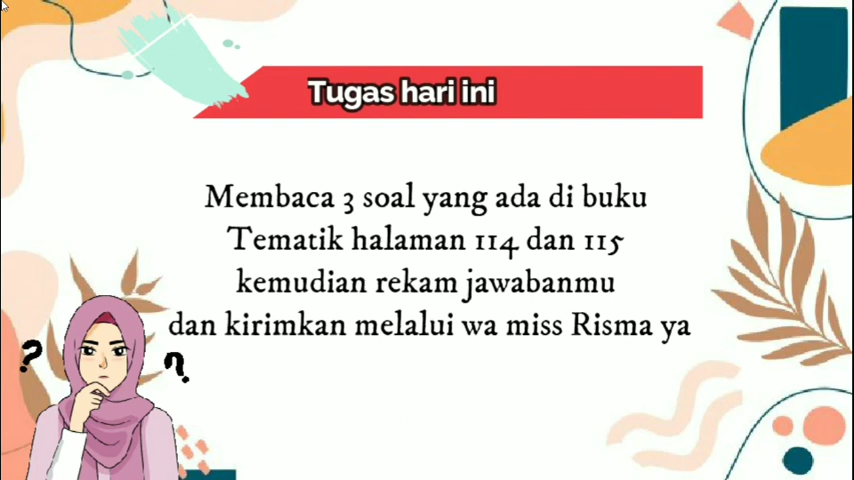 Tugas hari ini
Membaca 3 soal yang ada di buku
Tematik halaman 114 dan 115
kemudian rekam jawabanmu
dan kirimkan melalui wa miss Risma ya
? ?